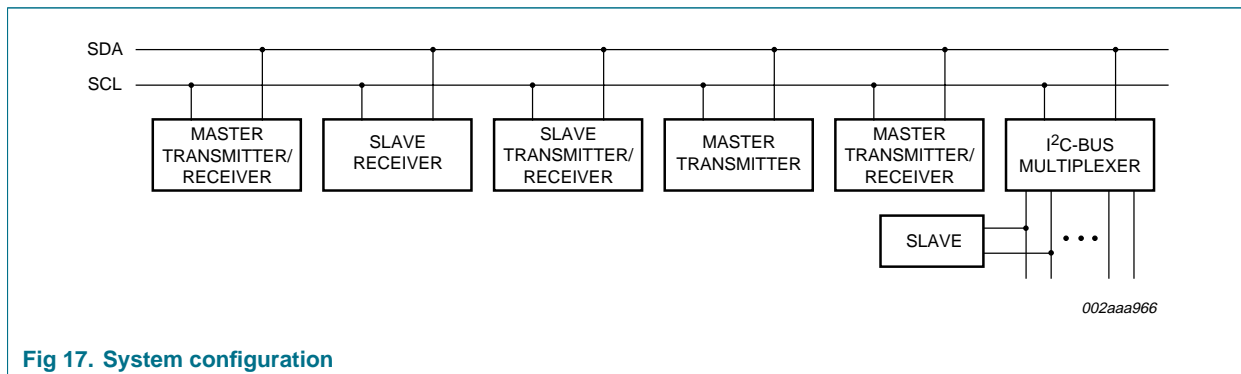 SDA
SCL
MASTER
TRANSMITTER/
RECEIVER
SLAVE
RECEIVER
SLAVE
TRANSMITTER/
RECEIVER
MASTER
TRANSMITTER
MASTER
TRANSMITTER/
RECEIVER
I²C-BUS
MULTIPLEXER
SLAVE
002aaa966
Fig 17. System configuration